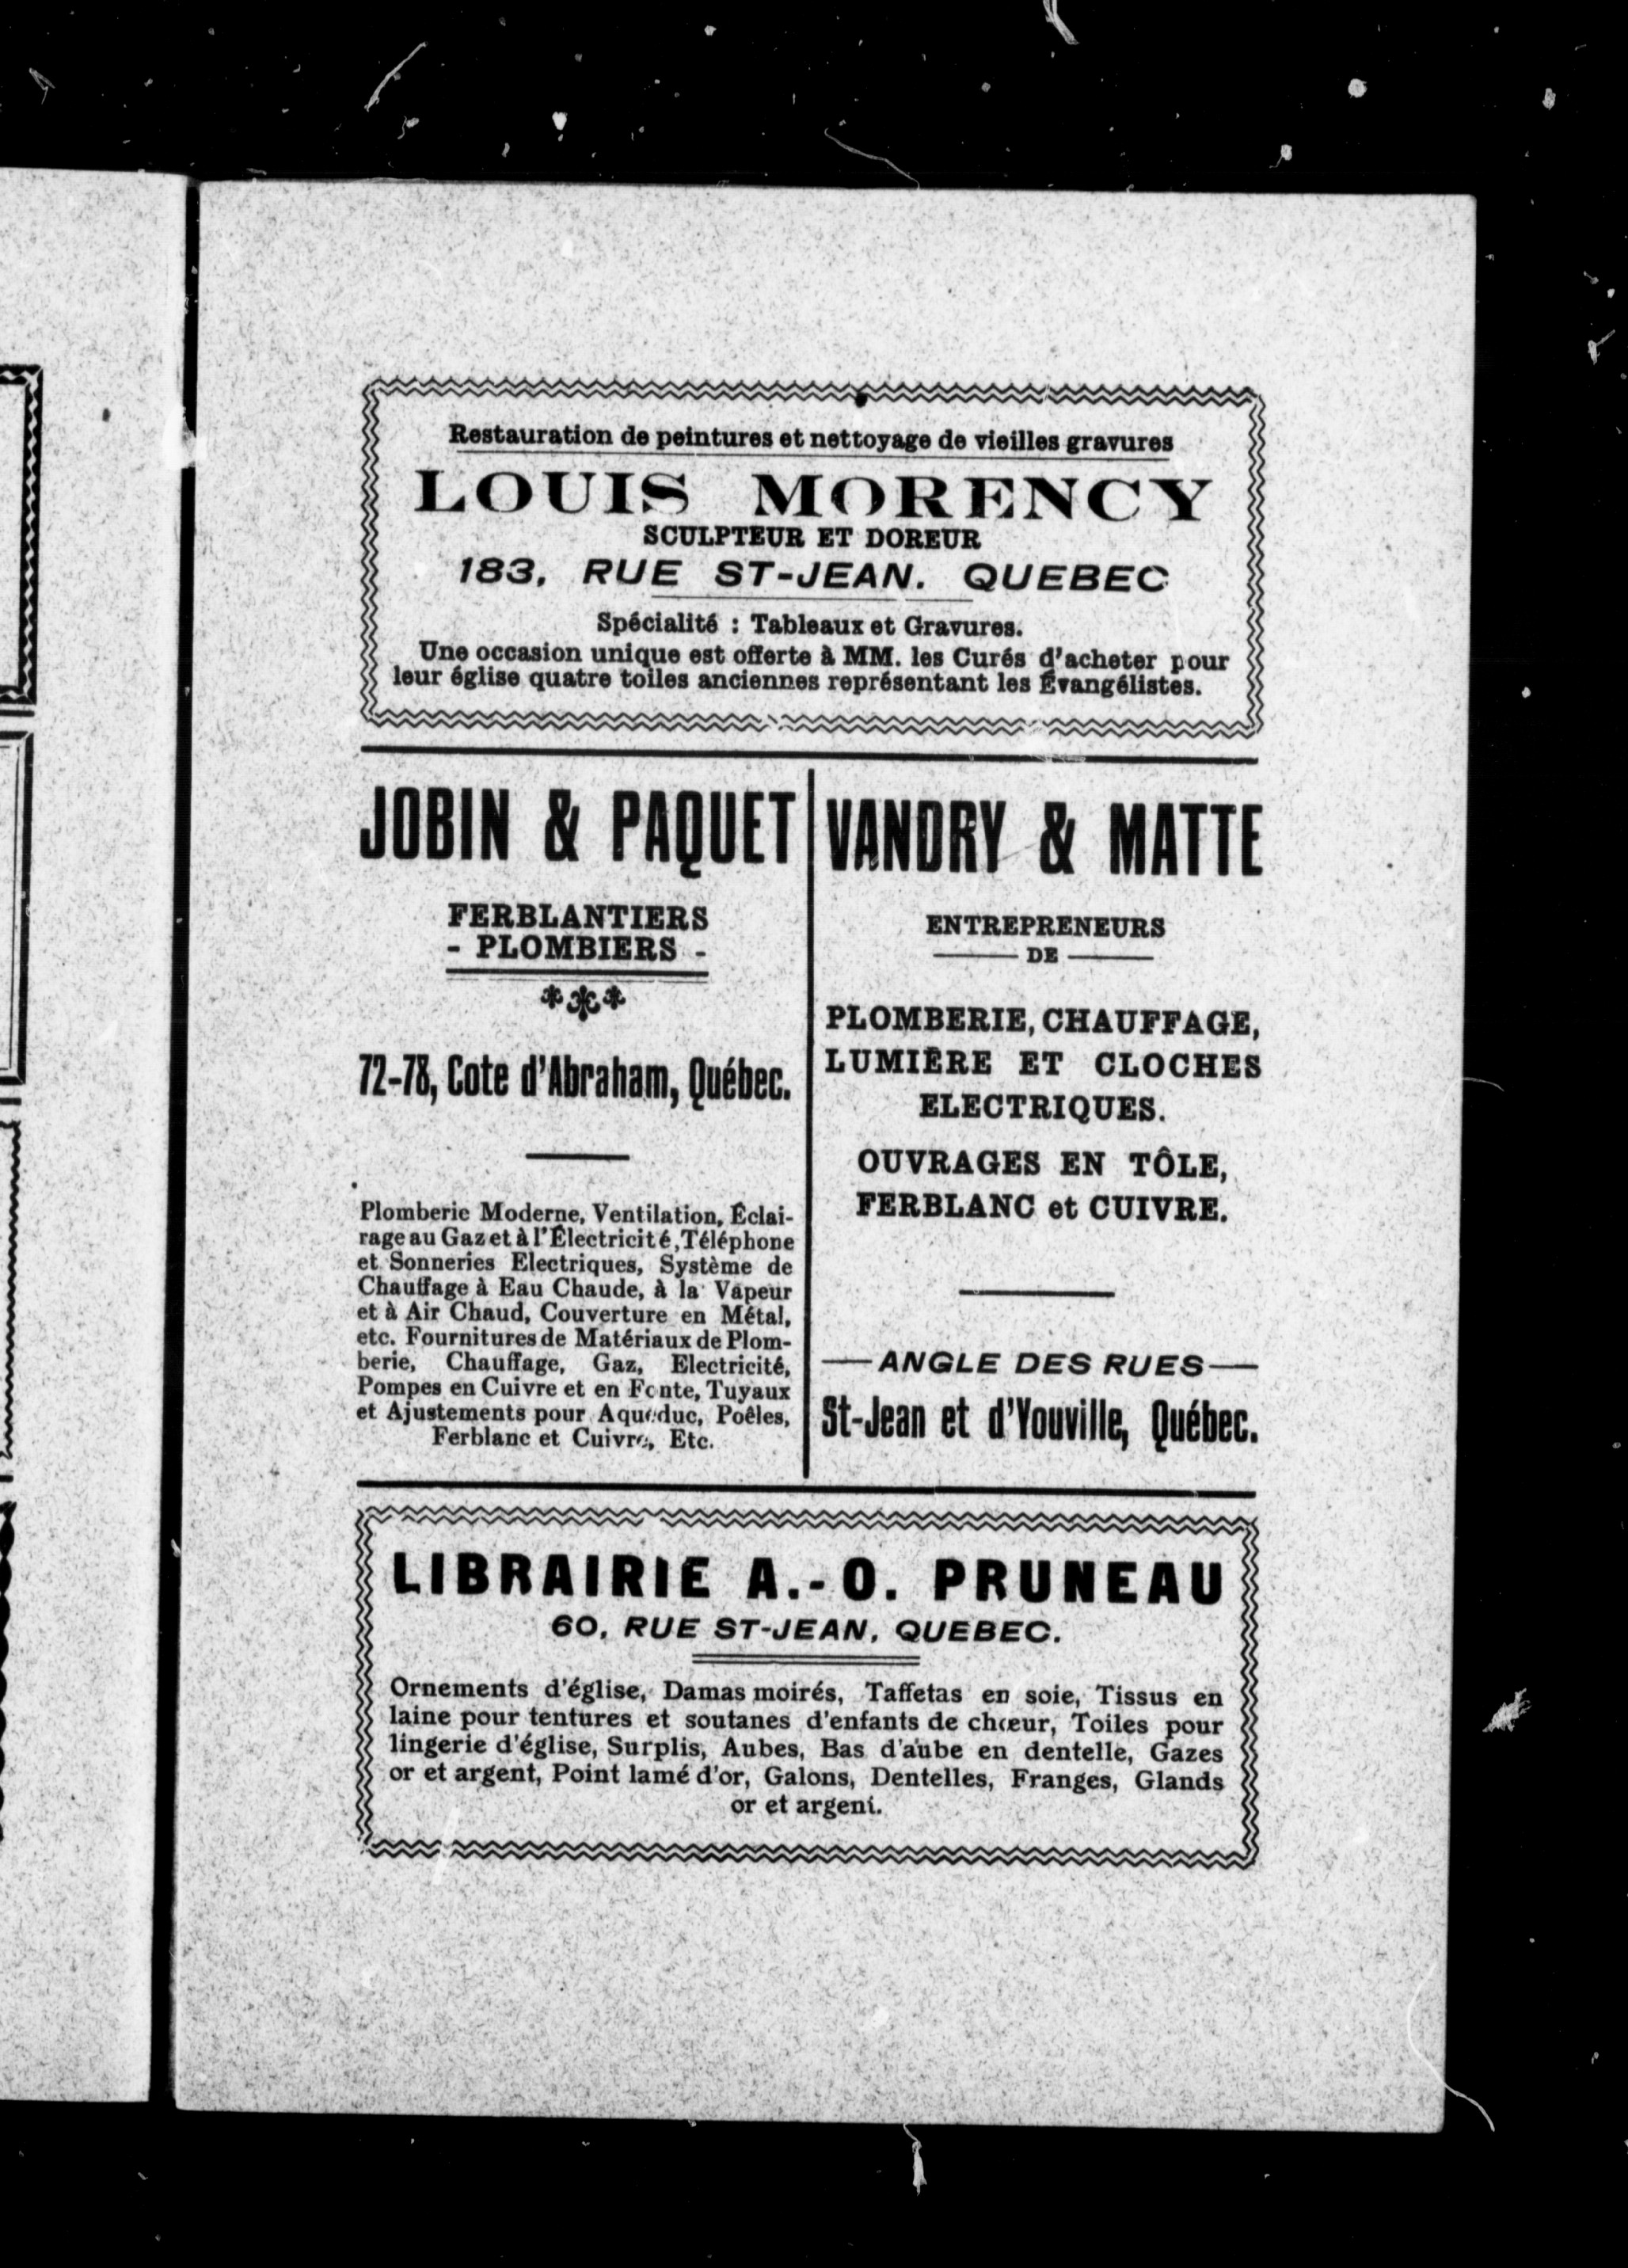 Restauration de peintures et nettoyage de vieilles gravures
LOUIS MORENCY
SCULPTEUR ET DOREUR
183, RUE ST-JEAN. QUEBEC
Spécialité : Tableaux et Gravures.
Une occasion unique est offerte à MM. les Curés d'acheter pour
leur église quatre toiles anciennes représentant les Évangélistes.
JOBIN & PAQUET
FERBLANTIERS
- PLOMBIERS -
72-78, Cote d'Abraham, Québec.
Plomberie Moderne, Ventilation, Éclai-
rage au Gaz et à l'Électricité, Téléphone
et Sonneries Electriques, Système de
Chauffage à Eau Chaude, à la Vapeur
et à Air Chaud, Couverture en Métal,
etc. Fournitures de Matériaux de Plom-
berie, Chauffage, Gaz, Electricité,
Pompes en Cuivre et en Fonte, Tuyaux
et Ajustements pour Aqueduc, Poêles,
Ferblanc et Cuivre, Etc.
VANDRY & MATTE
ENTREPRENEURS
DE
PLOMBERIE, CHAUFFAGE,
LUMIÈRE ET CLOCHES
ELECTRIQUES.
OUVRAGES EN TÔLE,
FERBLANC et CUIVRE.
— ANGLE DES RUES —
St-Jean et d'Youville, Québec.
LIBRAIRIE A.-O. PRUNEAU
60, RUE ST-JEAN, QUEBEC.
Ornements d'église, Damas moirés, Taffetas en soie, Tissus en
laine pour tentures et soutanes d'enfants de chœur, Toiles pour
lingerie d'église, Surplis, Aubes, Bas d'aube en dentelle, Gazes
or et argent, Point lamé d'or, Galons, Dentelles, Franges, Glands
or et argent.